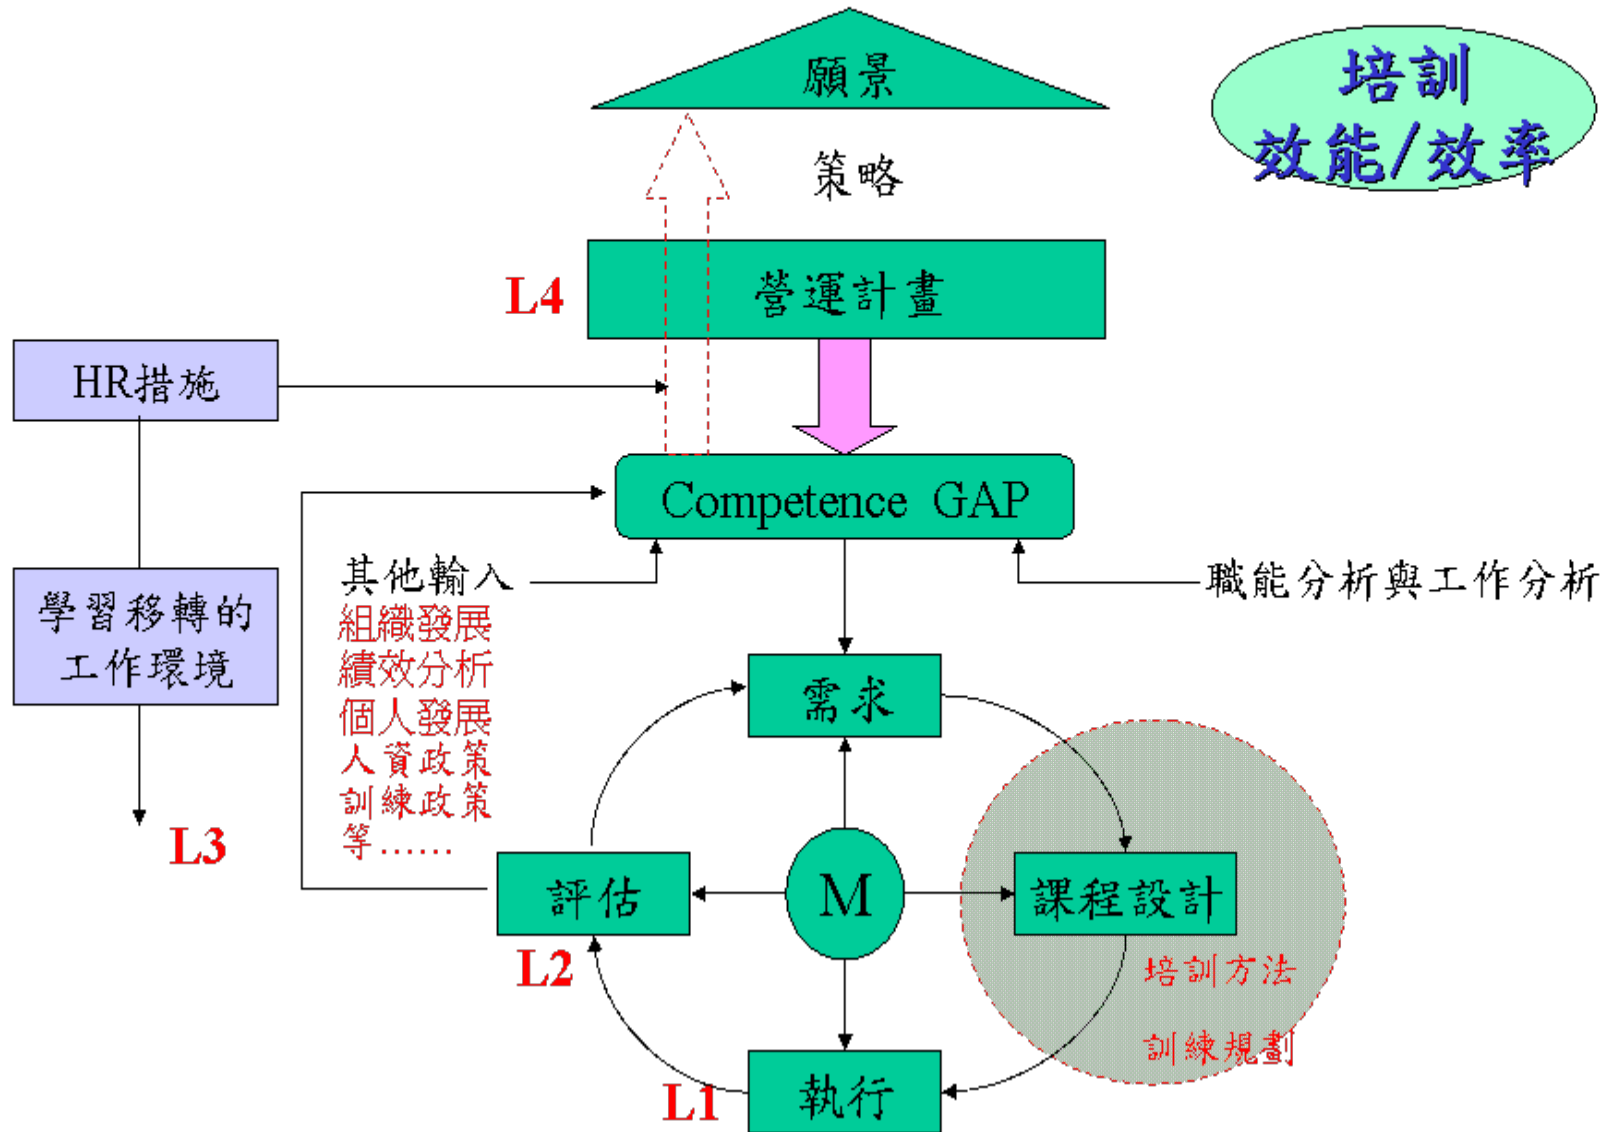 願景
培訓
效能/效率
策略
L4
營運計畫
HR措施
Competence GAP
其他輸入
組織發展
績效分析
個人發展
人資政策
訓練政策
等……
職能分析與工作分析
學習移轉的
工作環境
L3
需求
評估
M
課程設計
L2
培訓方法
訓練規劃
L1
執行